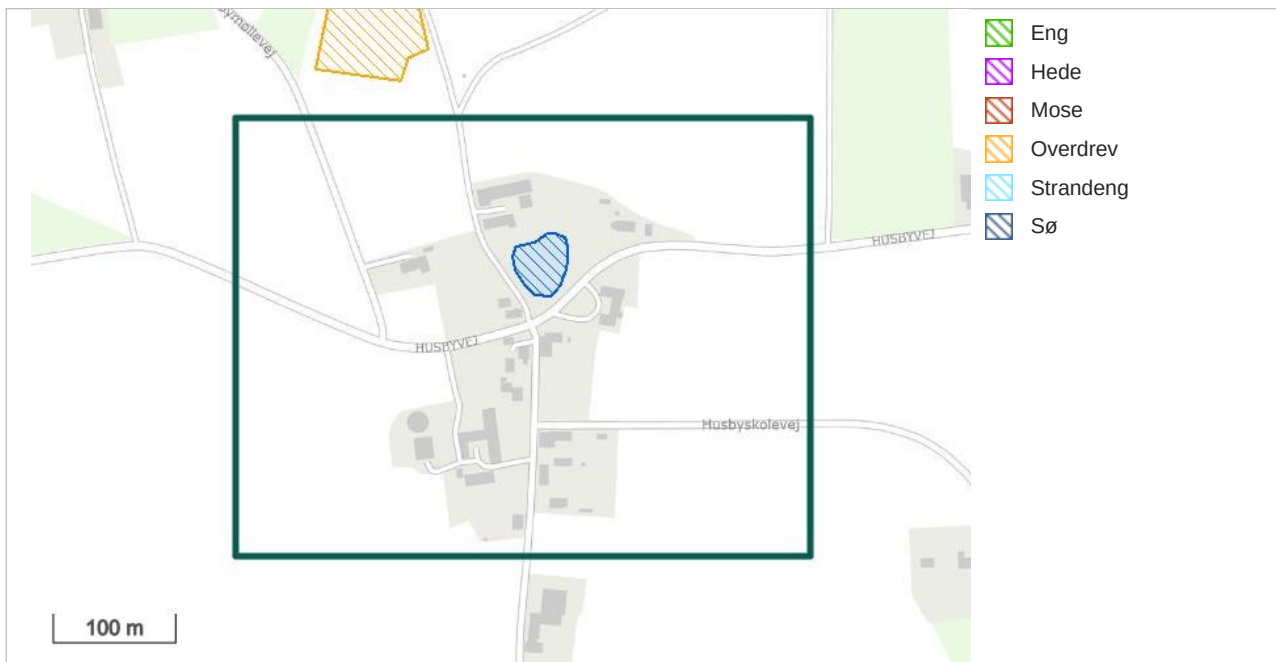 Eng
Hede
Mose
Overdrev
Strandeng
Sø
HUSBYVEJ
HUSBYVEJ
Husbyskolevej
100 m